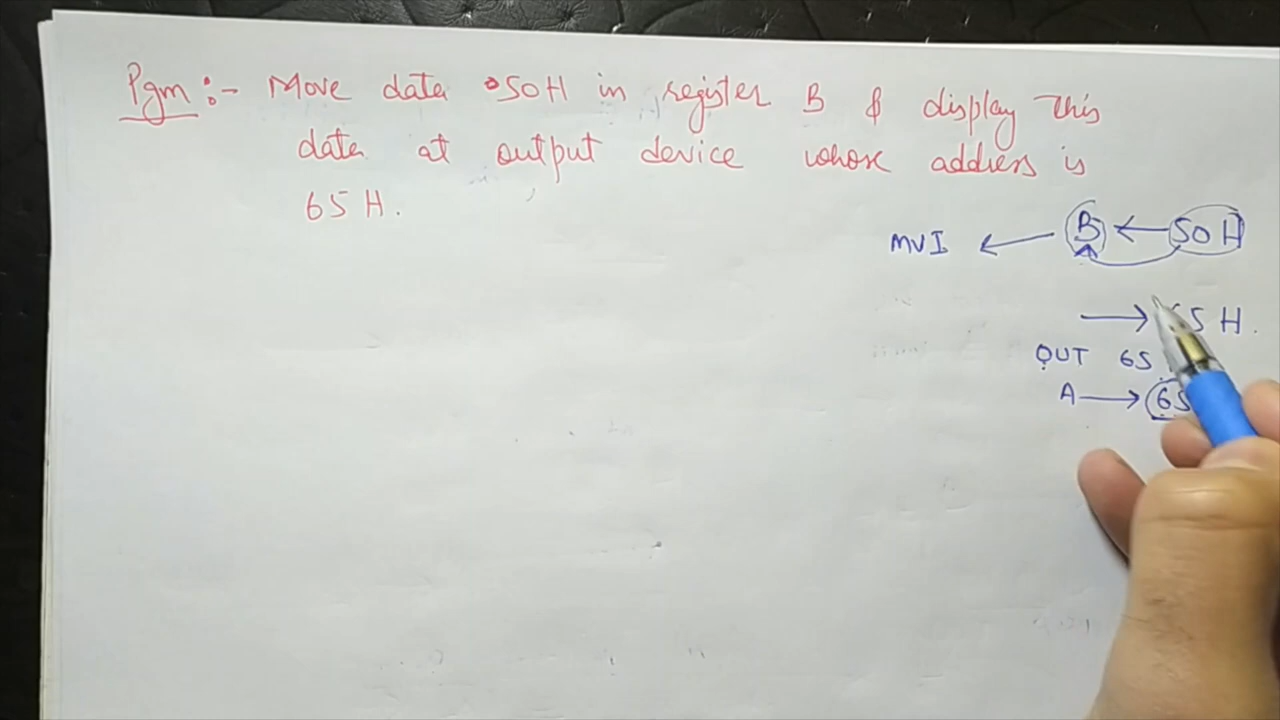 Pgm :- Move data 50H in register B & display this
data at output device whose address is
65 H.
MVI ← B ← 50H
→ 65 H.
OUT 65
A → 65